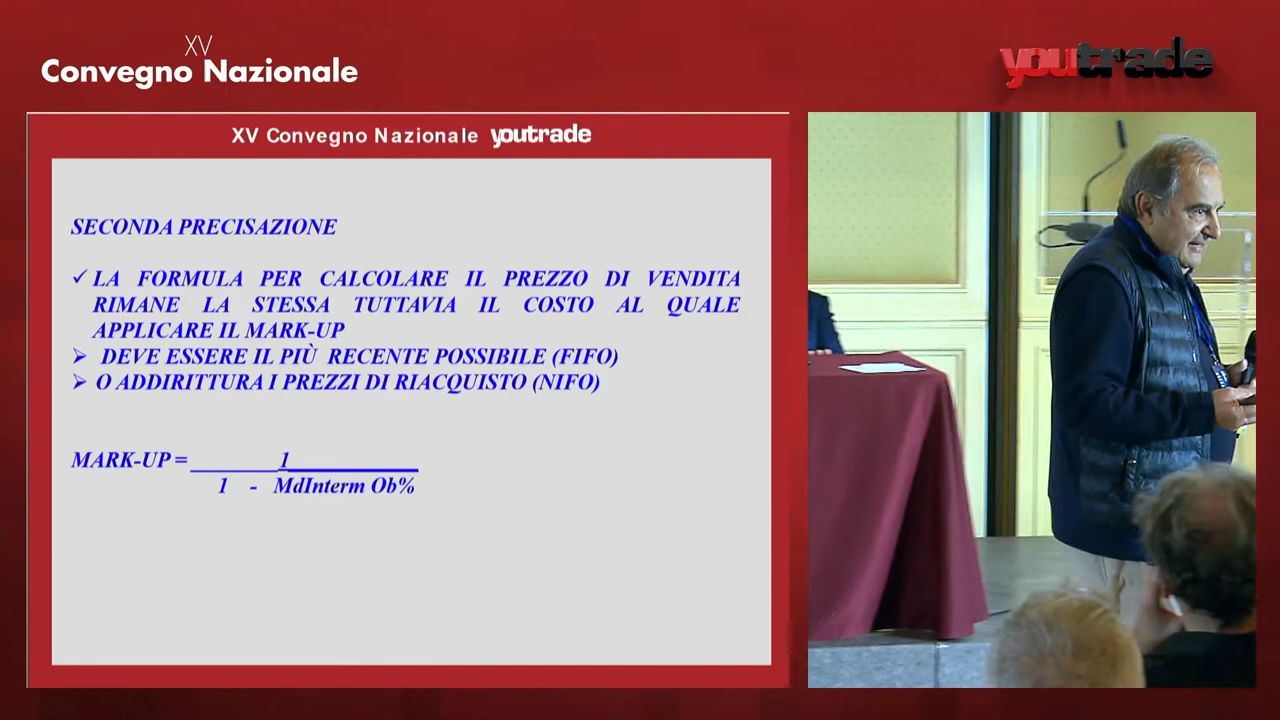 XV
Convegno Nazionale
youtrade
XV Convegno Nazionale youtrade
SECONDA PRECISAZIONE
✓ LA FORMULA PER CALCOLARE IL PREZZO DI VENDITA
RIMANE LA STESSA TUTTAVIA IL COSTO AL QUALE
APPLICARE IL MARK-UP
➢ DEVE ESSERE IL PIÙ RECENTE POSSIBILE (FIFO)
➢ O ADDIRITTURA I PREZZI DI RIACQUISTO (NIFO)
MARK-UP = 1
1 - MdInterm Ob%